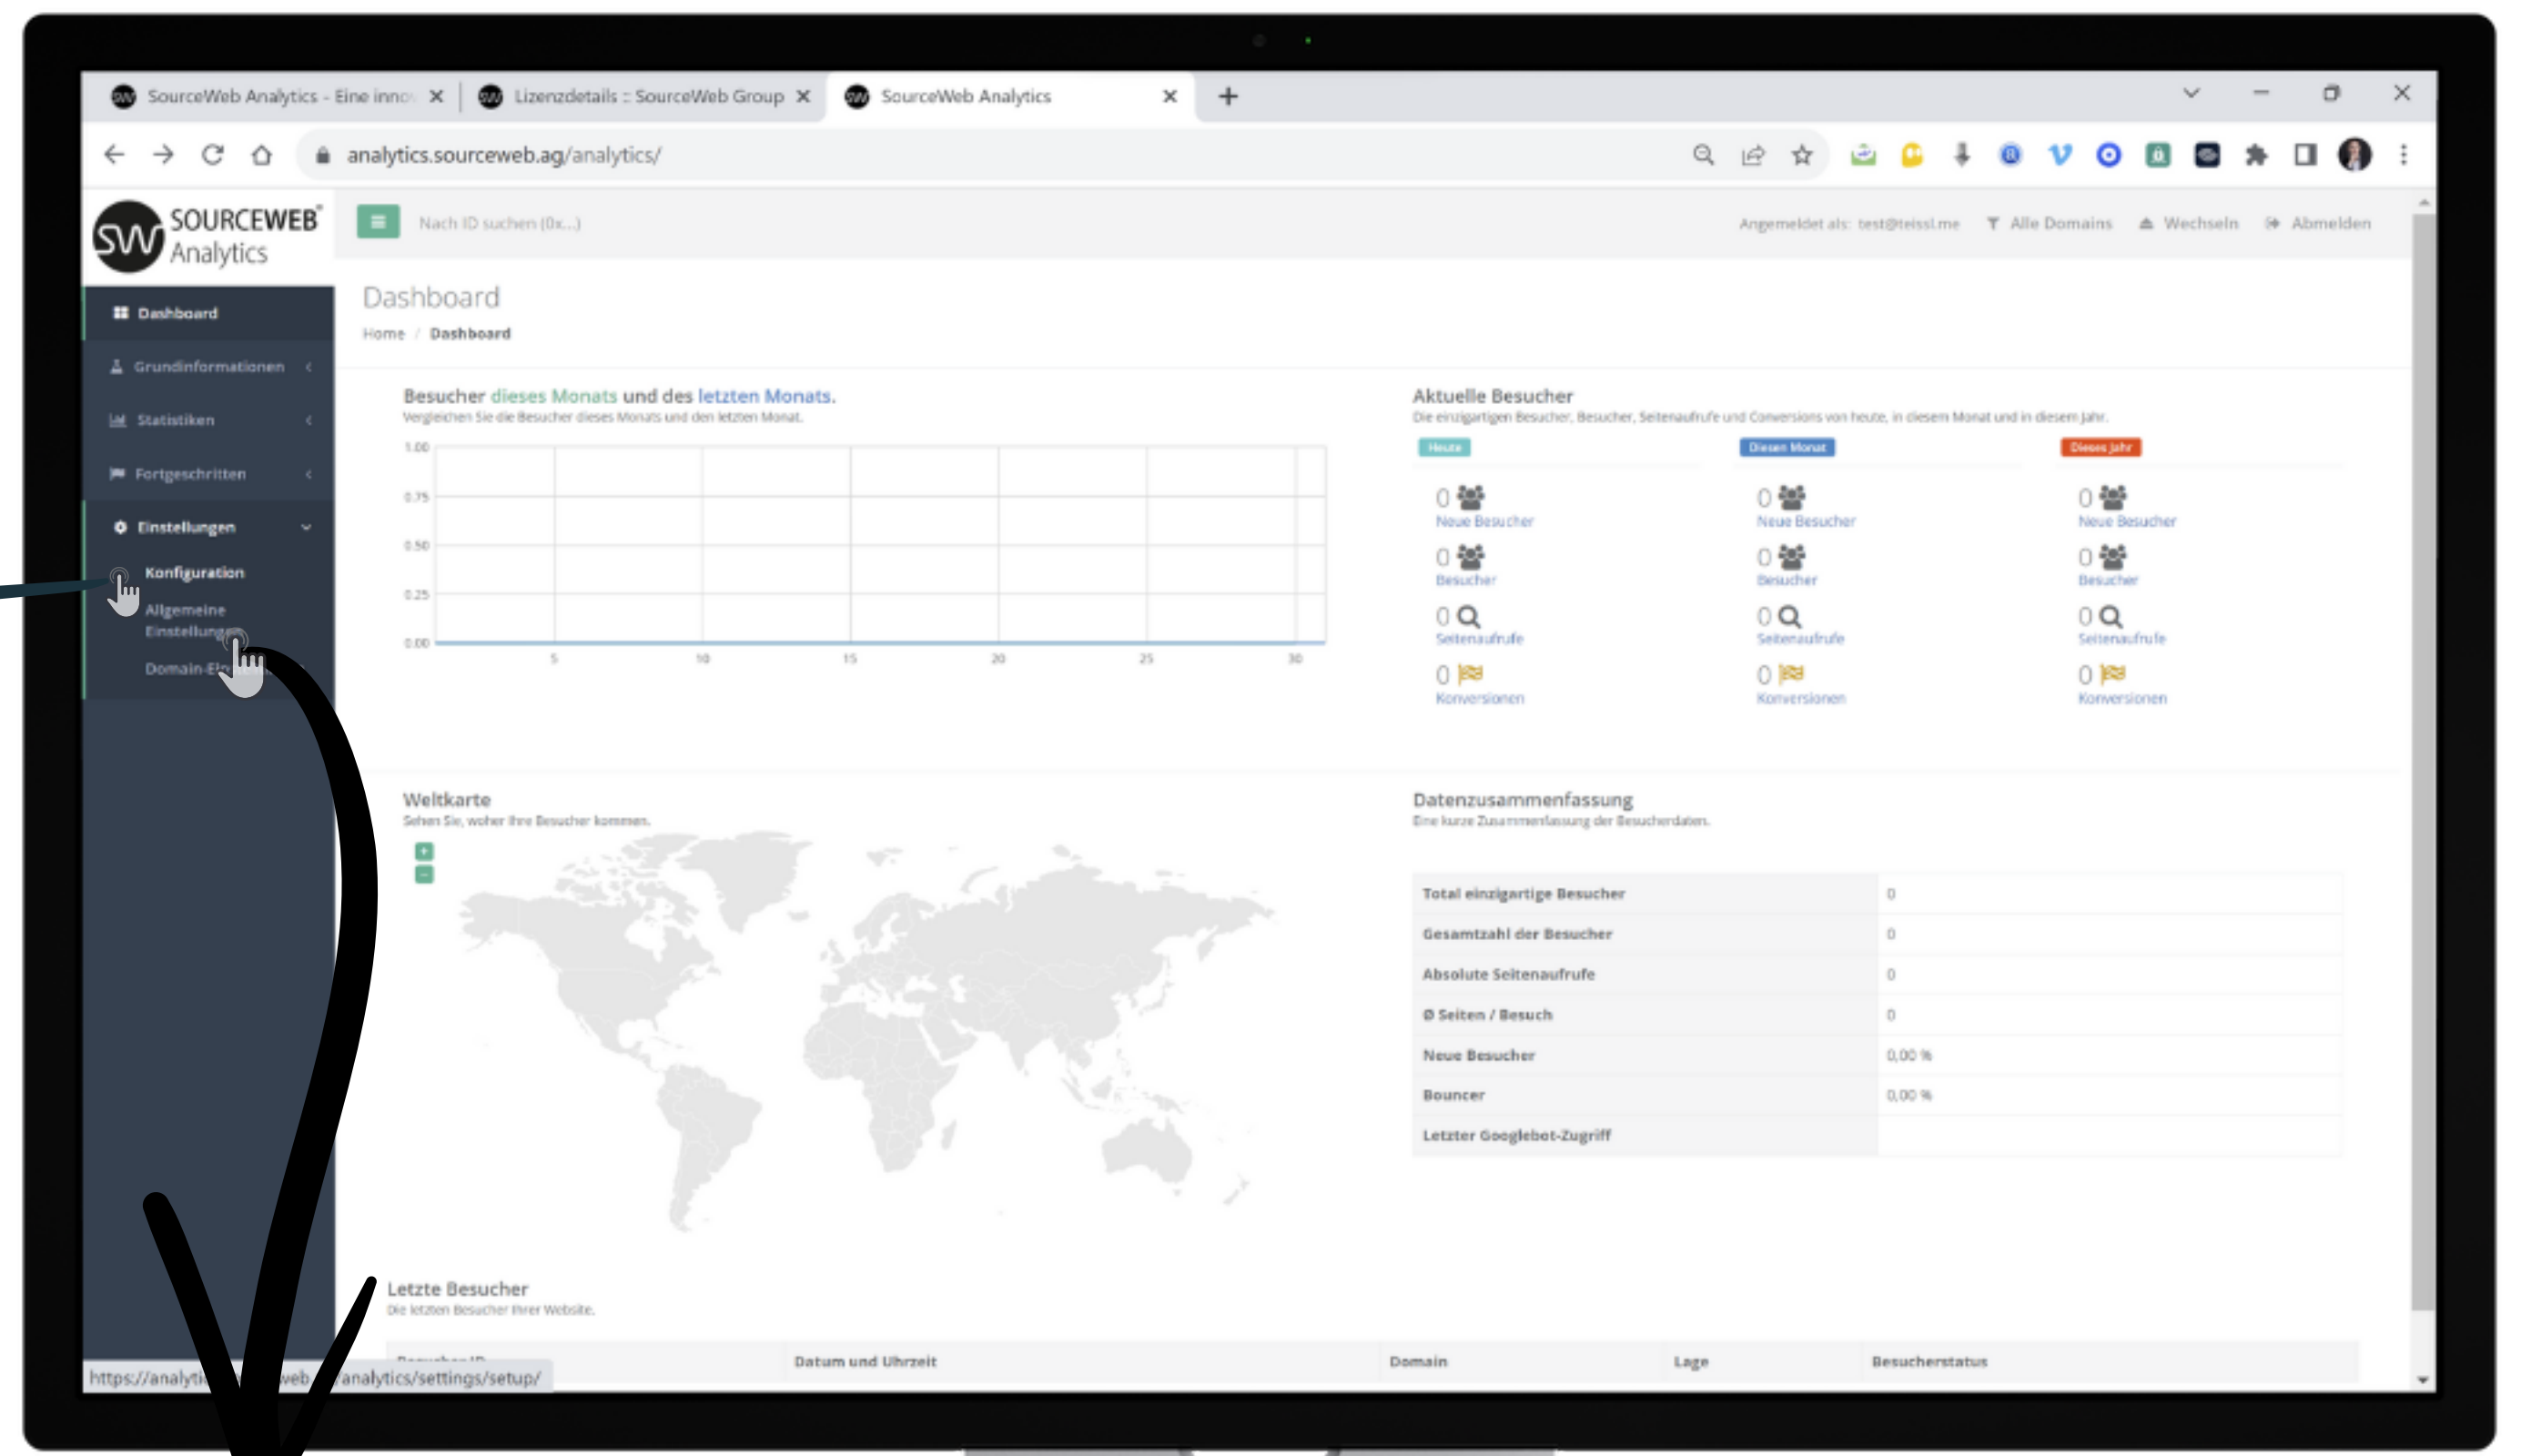 SourceWeb Analytics - Eine inno
Lizenzdetails :: SourceWeb Group
SourceWeb Analytics
analytics.sourceweb.ag/analytics/
SW SOURCEWEB®
Analytics
Nach ID suchen (0x...)
Angemeldet als: test@teissl.me
Alle Domains
Wechseln
Abmelden
Dashboard
Grundinformationen
Statistiken
Fortgeschritten
Einstellungen
Konfiguration
Allgemeine
Einstellungen
Dashboard
Home / Dashboard
Besucher dieses Monats und des letzten Monats.
Vergleichen Sie die Besucher dieses Monats und den letzten Monat.
1.00
0.75
0.50
0.25
0.00
5 10 15 20 25 30
Aktuelle Besucher
Die einzigartigen Besucher, Besucher, Seitenaufrufe und Conversions von heute, in diesem Monat und in diesem Jahr.
Heute Diesen Monat Dieses Jahr
0 0 0
Neue Besucher Neue Besucher Neue Besucher
0 0 0
Besucher Besucher Besucher
0 0 0
Seitenaufrufe Seitenaufrufe Seitenaufrufe
0 0 0
Konversionen Konversionen Konversionen
Weltkarte
Sehen Sie, woher Ihre Besucher kommen.
Datenzusammenfassung
Eine kurze Zusammenfassung der Besucherdaten.
Total einzigartige Besucher 0
Gesamtzahl der Besucher 0
Absolute Seitenaufrufe 0
Ø Seiten / Besuch 0
Neue Besucher 0,00 %
Bouncer 0,00 %
Letzter Googlebot-Zugriff
Letzte Besucher
Die letzten Besucher Ihrer Website.
Datum und Uhrzeit Domain Lage Besucherstatus
analytics/settings/setup/